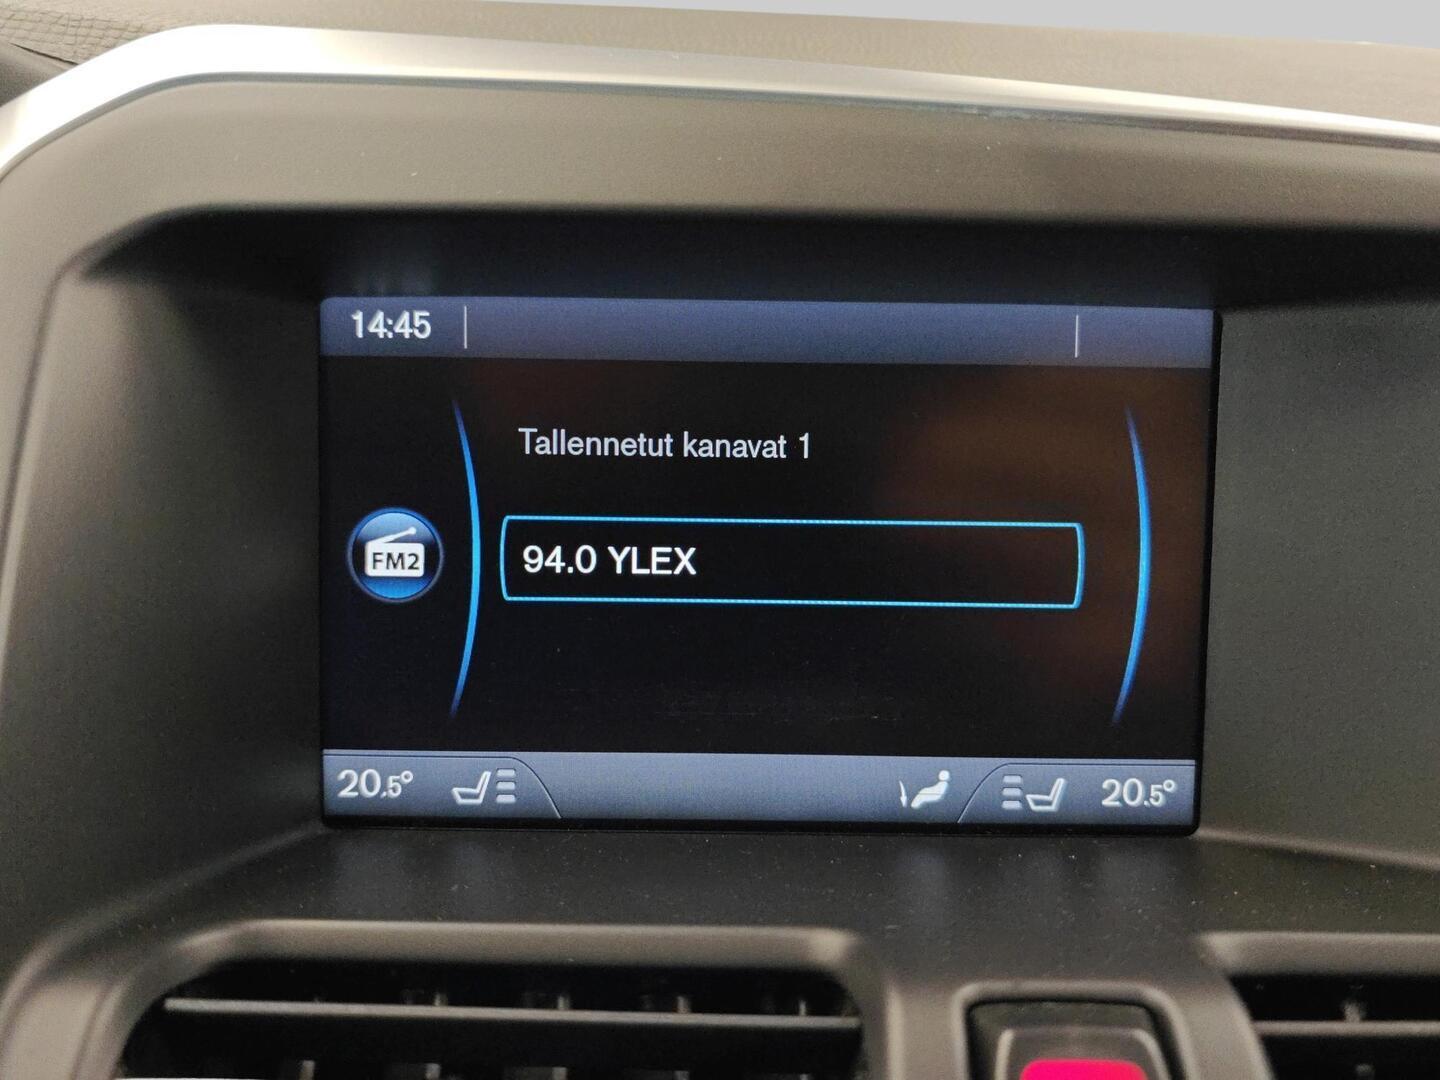 14:45
Tallennetut kanavat 1
FM2
94.0 YLEX
20.5° 20.5°